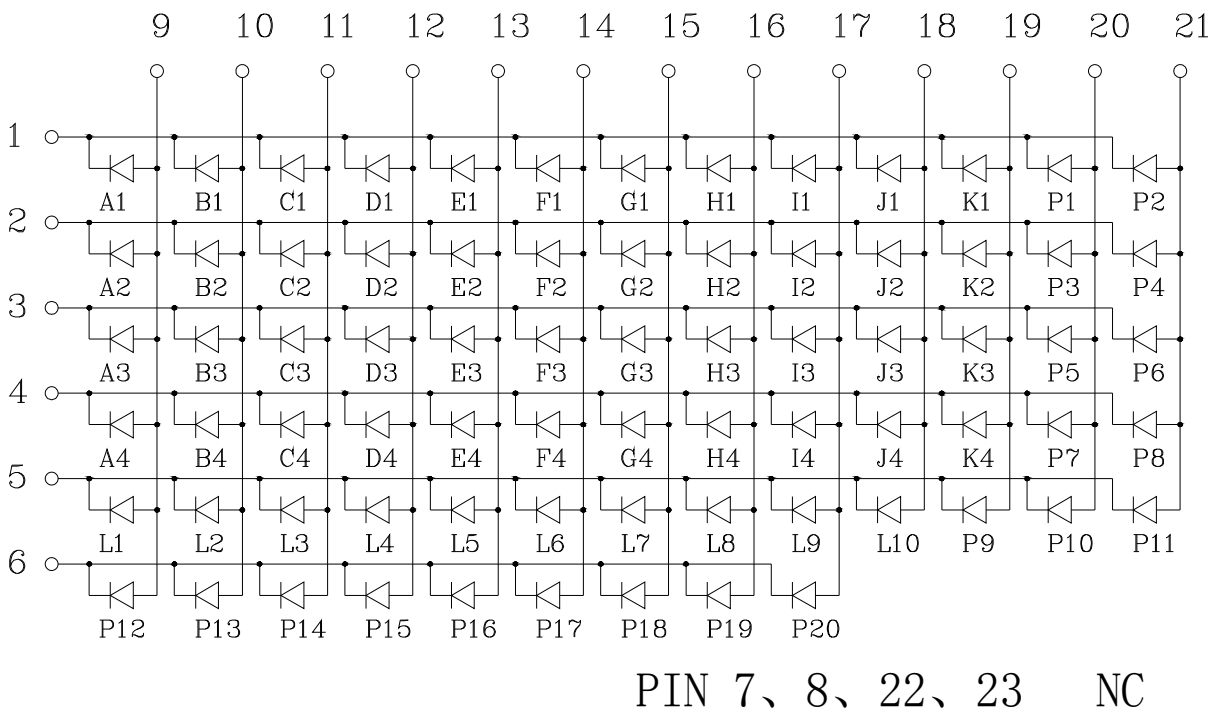 9 10 11 12 13 14 15 16 17 18 19 20 21
1
A1 B1 C1 D1 E1 F1 G1 H1 I1 J1 K1 P1 P2
2
A2 B2 C2 D2 E2 F2 G2 H2 I2 J2 K2 P3 P4
3
A3 B3 C3 D3 E3 F3 G3 H3 I3 J3 K3 P5 P6
4
A4 B4 C4 D4 E4 F4 G4 H4 I4 J4 K4 P7 P8
5
L1 L2 L3 L4 L5 L6 L7 L8 L9 L10 P9 P10 P11
6
P12 P13 P14 P15 P16 P17 P18 P19 P20
PIN 7、8、22、23 NC